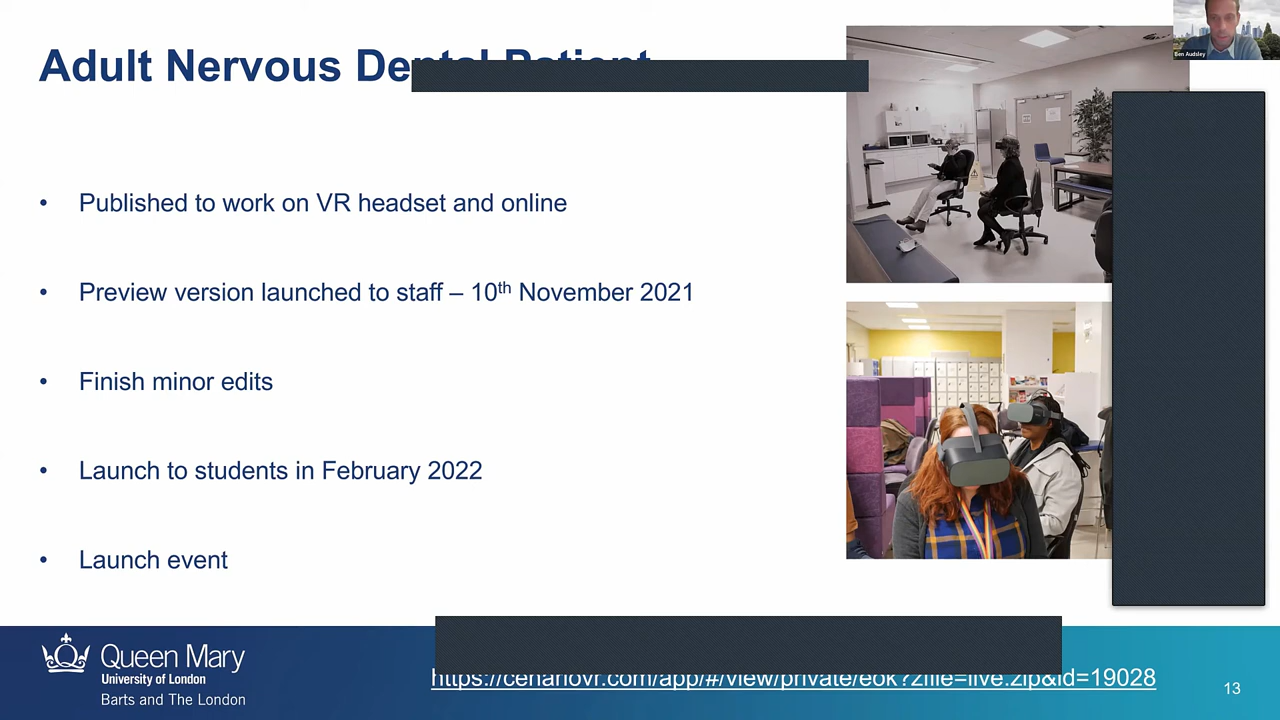 Adult Nervous Dental Patient
Ben Audsley
• Published to work on VR headset and online
• Preview version launched to staff – 10th November 2021
• Finish minor edits
• Launch to students in February 2022
• Launch event
Queen Mary
University of London
Barts and The London
https://cenariovr.com/app/#/view/private/eok?zfile=live.zip&id=19028
13